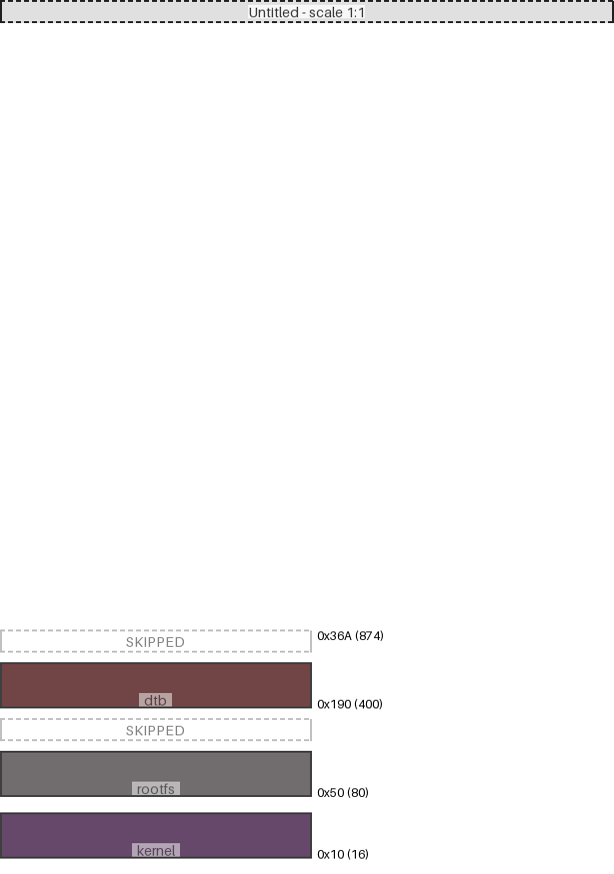 Untitled - scale 1:1
SKIPPED
0x36A (874)
dtb
0x190 (400)
SKIPPED
rootfs
0x50 (80)
kernel
0x10 (16)